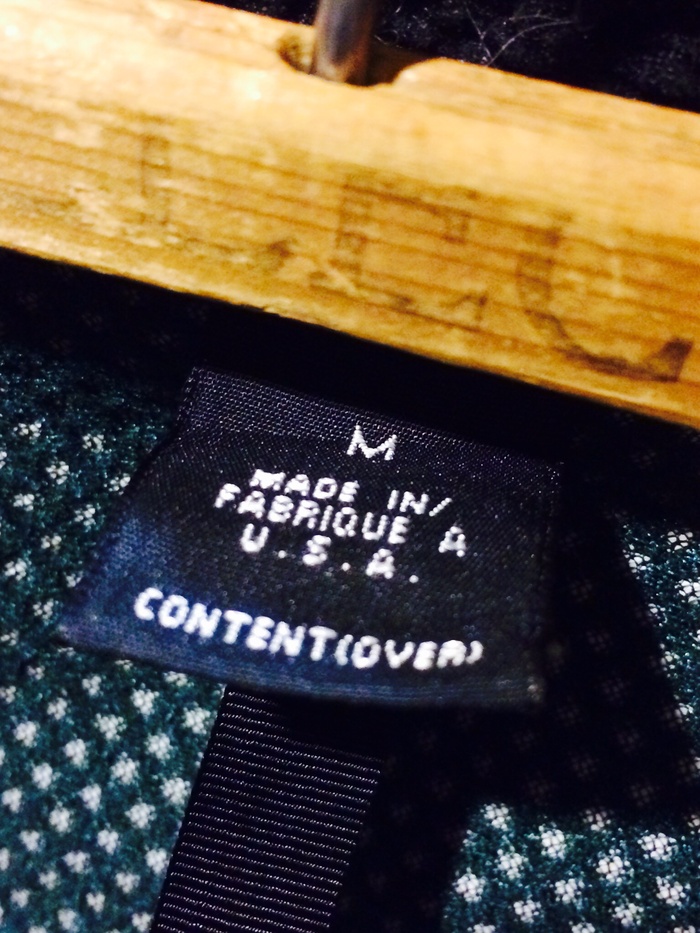 M
MADE IN/
FABRIQUE A
U.S.A.
CONTENT(OVER)